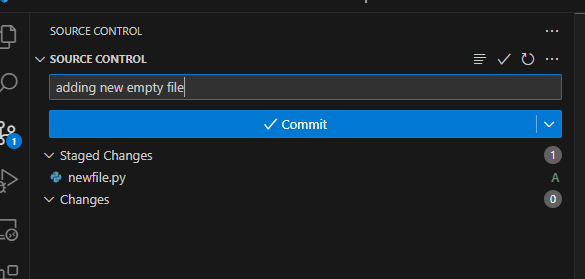 SOURCE CONTROL
SOURCE CONTROL
adding new empty file
Commit
1
Staged Changes 1
newfile.py A
Changes 0